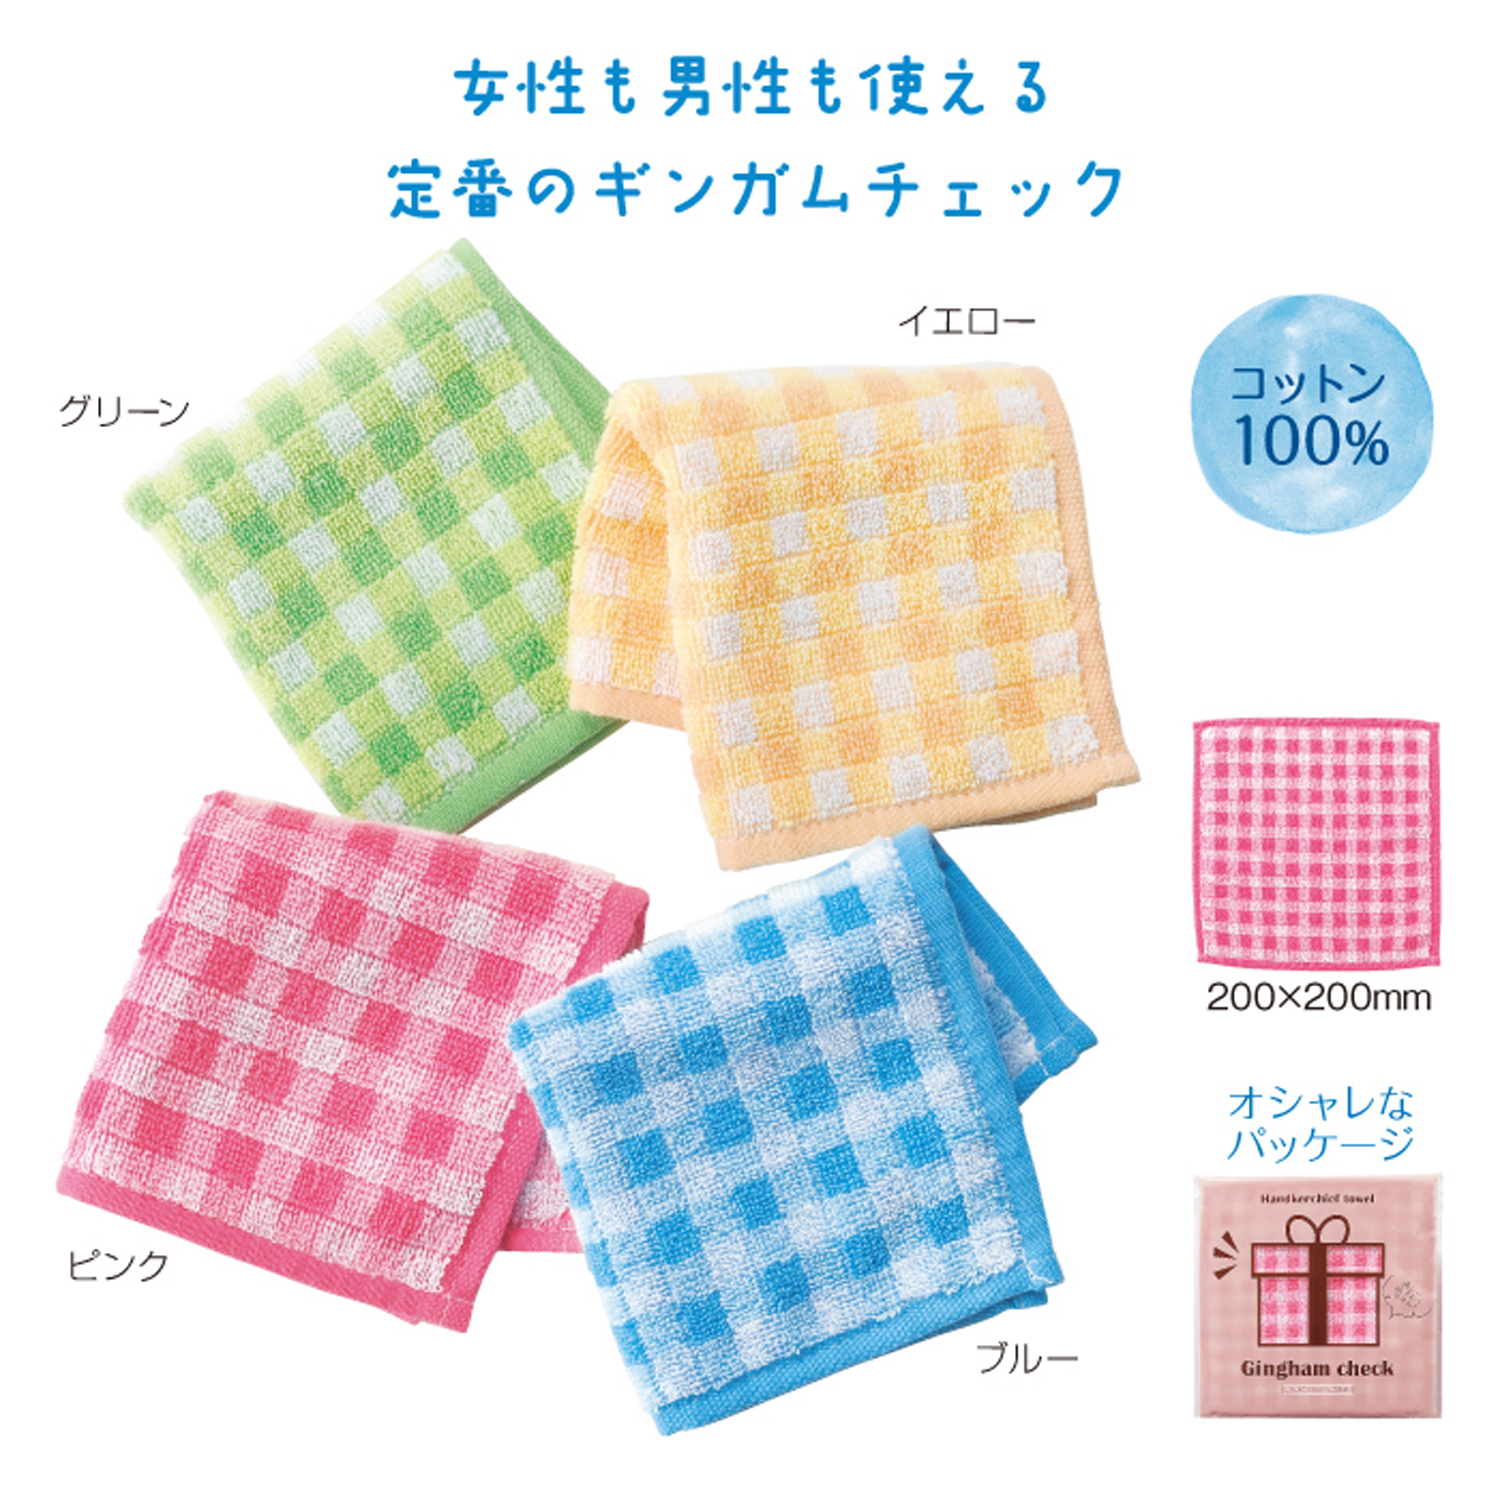 女性も男性も使える
定番のギンガムチェック
イエロー
グリーン
コットン
100%
200×200mm
オシャレな
パッケージ
Handkerchief towel
Gingham check
ピンク
ブルー